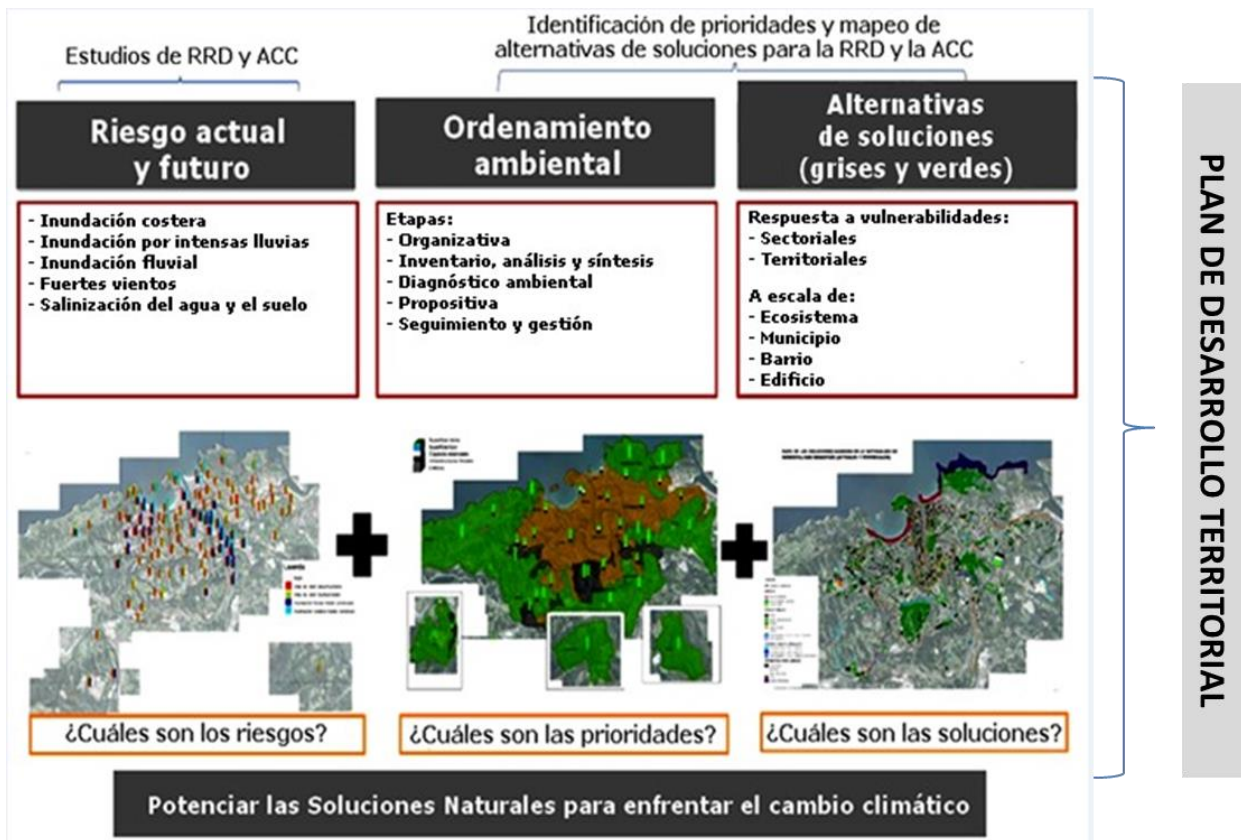 Estudios de RRD y ACC
Identificación de prioridades y mapeo de
alternativas de soluciones para la RRD y la ACC
Riesgo actual
y futuro
Ordenamiento
ambiental
Alternativas
de soluciones
(grises y verdes)
- Inundación costera
- Inundación por intensas lluvias
- Inundación fluvial
- Fuertes vientos
- Salinización del agua y el suelo
Etapas:
- Organizativa
- Inventario, análisis y síntesis
- Diagnóstico ambiental
- Propositiva
- Seguimiento y gestión
Respuesta a vulnerabilidades:
- Sectoriales
- Territoriales
A escala de:
- Ecosistema
- Municipio
- Barrio
- Edificio
¿Cuáles son los riesgos?
¿Cuáles son las prioridades?
¿Cuáles son las soluciones?
Potenciar las Soluciones Naturales para enfrentar el cambio climático
PLAN DE DESARROLLO TERRITORIAL